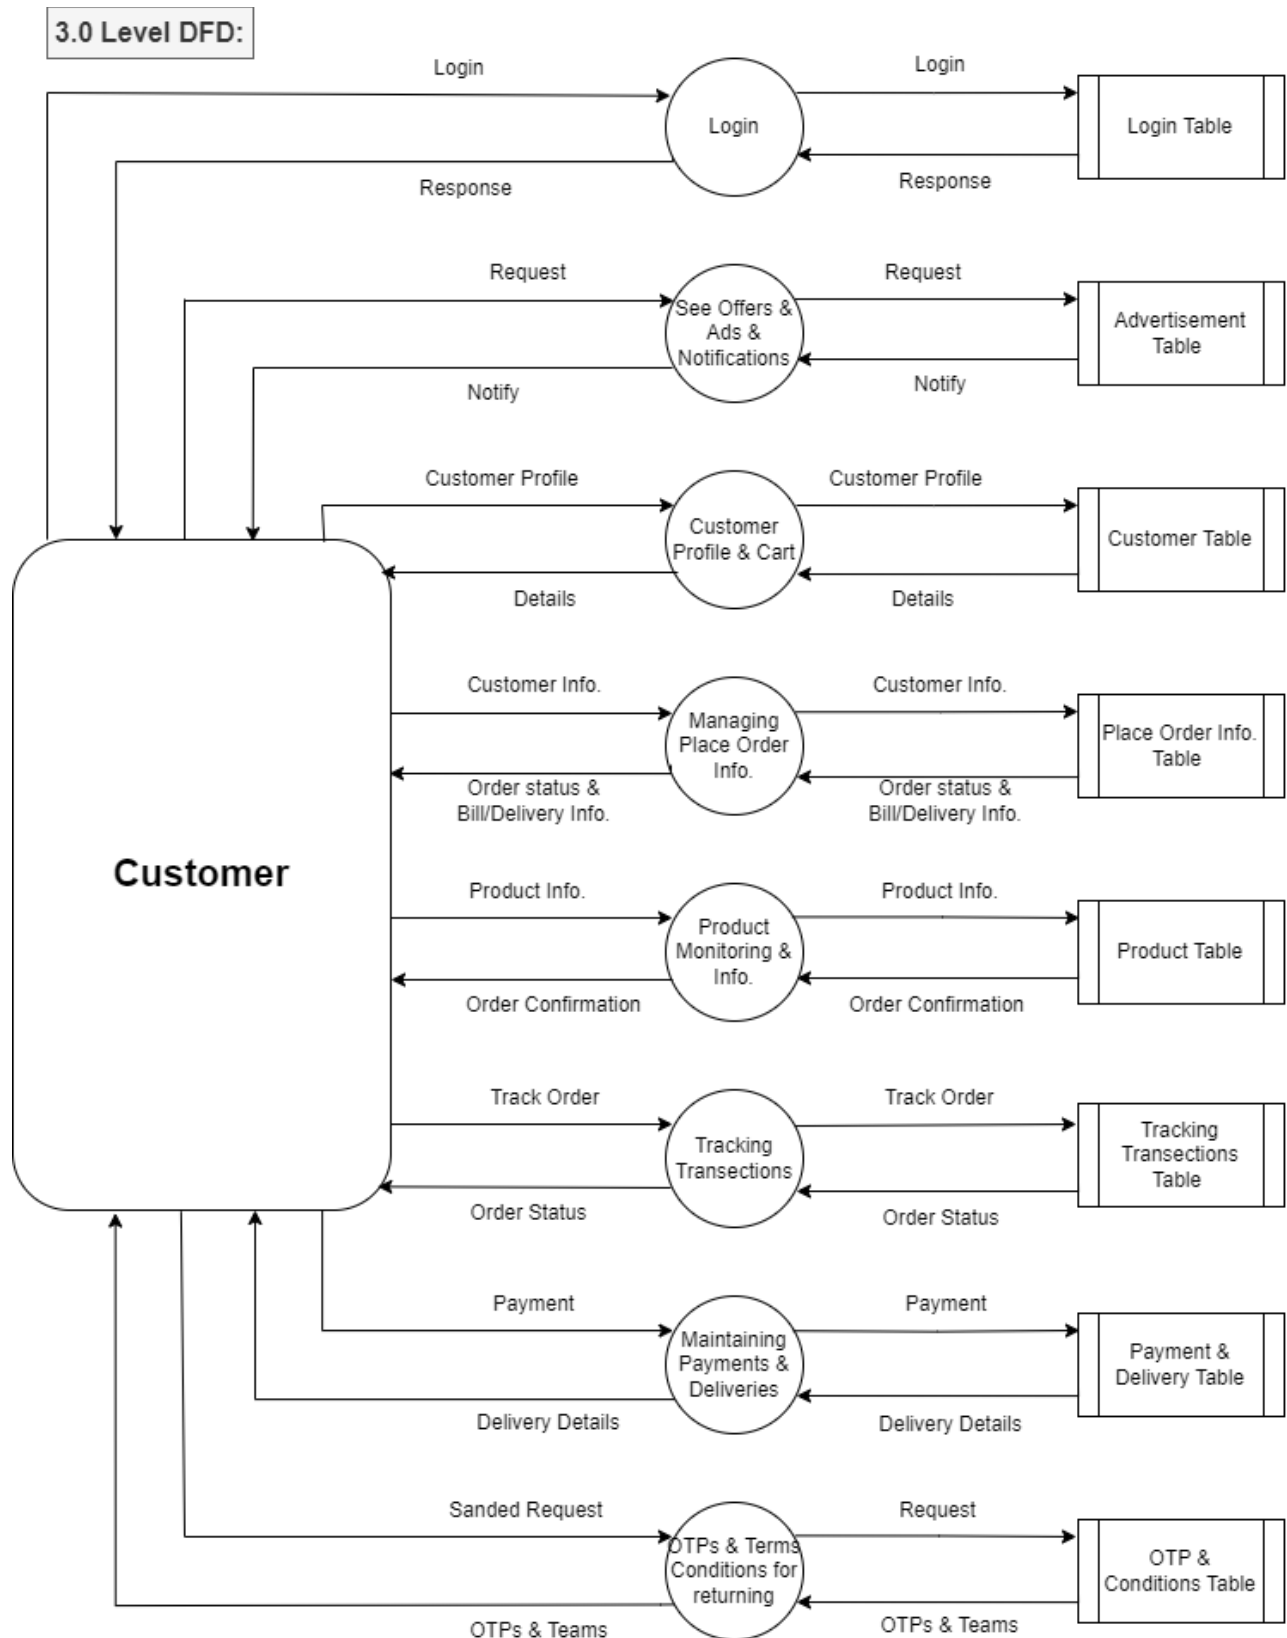 3.0 Level DFD:
Login
Login
Login
Login Table
Response
Response
Request
Request
See Offers &
Ads &
Notifications
Advertisement
Table
Notify
Notify
Customer Profile
Customer Profile
Customer
Profile & Cart
Customer Table
Details
Details
Customer Info.
Customer Info.
Managing
Place Order
Info.
Place Order Info.
Table
Order status &
Bill/Delivery Info.
Order status &
Bill/Delivery Info.
Customer
Product Info.
Product Info.
Product
Monitoring &
Info.
Product Table
Order Confirmation
Order Confirmation
Track Order
Track Order
Tracking
Transections
Tracking
Transections
Table
Order Status
Order Status
Payment
Payment
Maintaining
Payments &
Deliveries
Payment &
Delivery Table
Delivery Details
Delivery Details
Sanded Request
Request
OTPs & Terms
Conditions for
returning
OTP &
Conditions Table
OTPs & Teams
OTPs & Teams